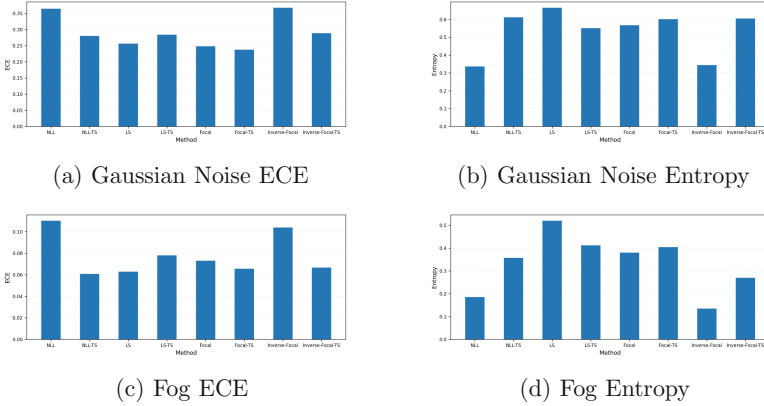 0.35
0.30
0.25
0.20
0.15
0.10
0.05
0.00
ECE
NLL NLL-TS LS LS-TS Focal Focal-TS Inverse-Focal Inverse-Focal-TS
Method
(a) Gaussian Noise ECE
0.6
0.5
0.4
0.3
0.2
0.1
0.0
Entropy
NLL NLL-TS LS LS-TS Focal Focal-TS Inverse-Focal Inverse-Focal-TS
Method
(b) Gaussian Noise Entropy
0.10
0.08
0.06
0.04
0.02
0.00
ECE
NLL NLL-TS LS LS-TS Focal Focal-TS Inverse-Focal Inverse-Focal-TS
Method
(c) Fog ECE
0.5
0.4
0.3
0.2
0.1
0.0
Entropy
NLL NLL-TS LS LS-TS Focal Focal-TS Inverse-Focal Inverse-Focal-TS
Method
(d) Fog Entropy